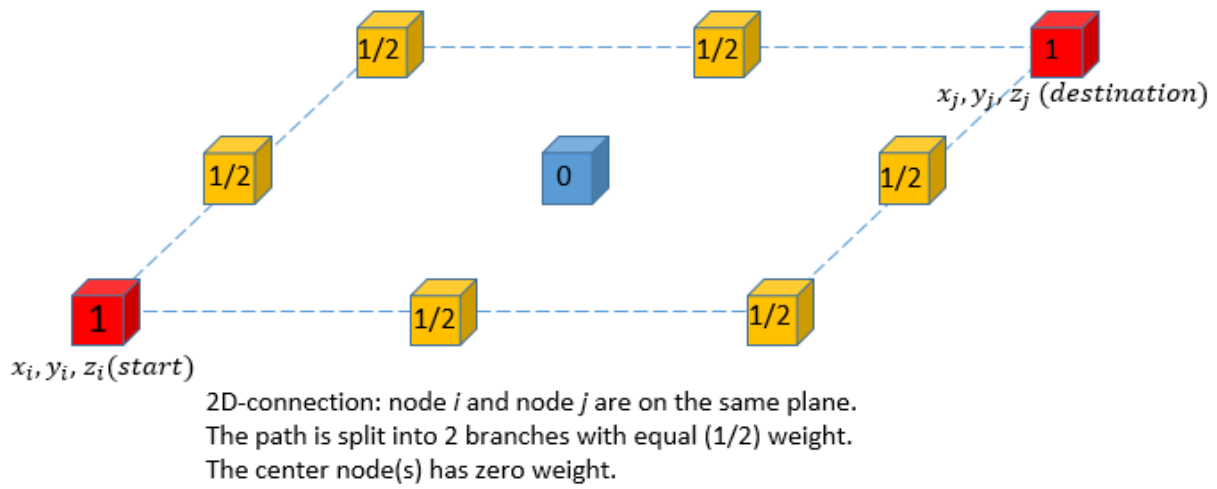 1/2
1/2
1
x_j, y_j, z_j (destination)
1/2
0
1/2
1
1/2
1/2
x_i, y_i, z_i(start)
2D-connection: node i and node j are on the same plane.
The path is split into 2 branches with equal (1/2) weight.
The center node(s) has zero weight.